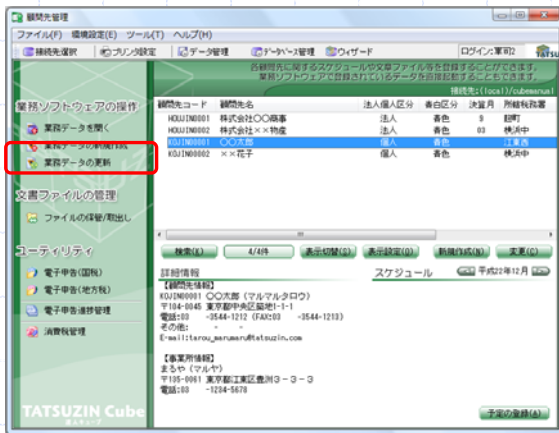 顧問先管理
ファイル(F) 環境設定(E) ツール(T) ヘルプ(H)
接続先選択 プリンタ設定 データ管理 データベース管理 ウィザード ログイン:軍司2
各顧問先に関するスケジュールや文書ファイル等を登録することができます。
業務ソフトウェアで登録されているデータを直接起動することもできます。
接続先:(local)/cubemanual
業務ソフトウェアの操作
業務データを開く
業務データの新規作成
業務データの更新
文書ファイルの管理
ファイルの保管/取出し
ユーティリティ
電子申告(国税)
電子申告(地方税)
電子申告進捗管理
消費税管理
TATSUZIN Cube
顧問先コード 顧問先名 法人個人区分 青白区分 決算月 所轄税務署
HOUJIN0001 株式会社〇〇商事 法人 青色 9 麹町
HOUJIN0002 株式会社××物産 法人 青色 03 横浜中
KOJIN00001 〇〇太郎 個人 青色 江東西
KOJIN00002 ××花子 個人 青色 横浜中
検索(K) 4/4件 表示切替(S) 表示設定(O) 新規作成(N) 変更(C)
詳細情報 スケジュール 平成22年12月
【顧問先情報】
KOJIN00001 〇〇太郎 (マルマルタロウ)
〒104-0045 東京都中央区築地1-1-1
電話:03 -3544-1212 (FAX:03 -3544-1213)
その他: - -
E-mail:tarou_marumaru@tatsuzin.com
【事業所情報】
まるや (マルヤ)
〒135-0061 東京都江東区豊洲3-3-3
電話:03 -1234-5678
予定の登録(A)